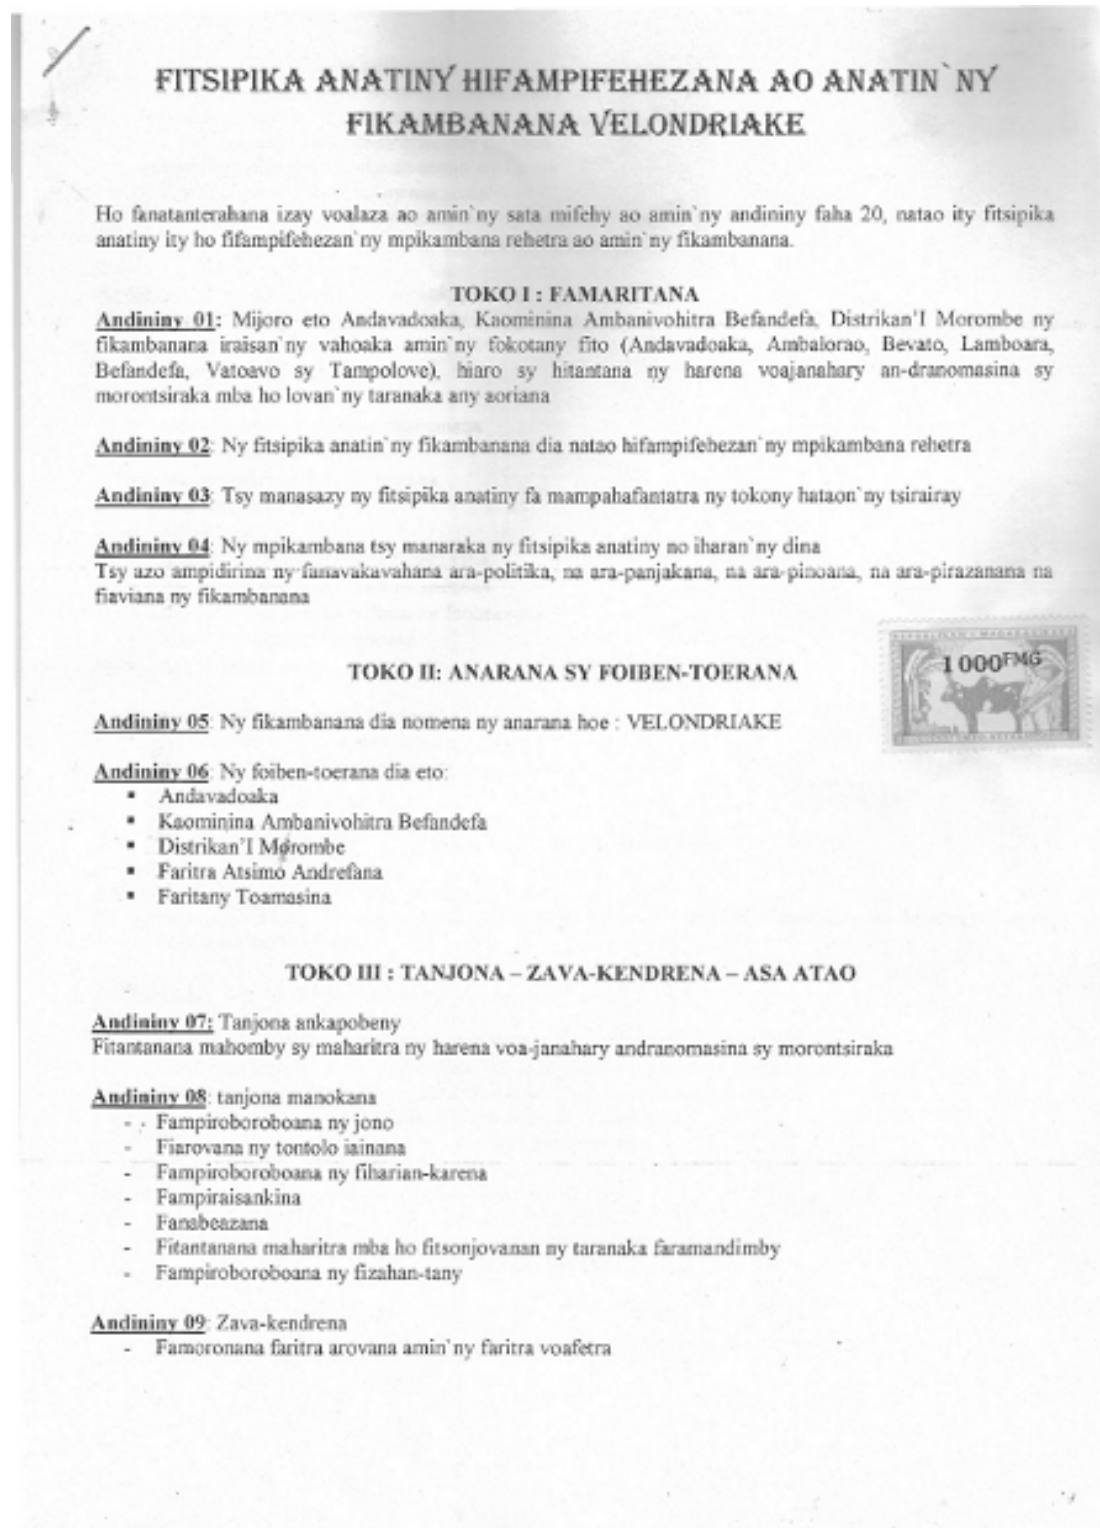 FITSIPIKA ANATINY HIFAMPIFEHEZANA AO ANATIN`NY
FIKAMBANANA VELONDRIAKE
Ho fanatanterahana izay voalaza ao amin`ny sata mifehy ao amin`ny andininy faha 20, natao ity fitsipika
anatiny ity ho fifampifehezan`ny mpikambana rehetra ao amin`ny fikambanana.
TOKO I : FAMARITANA
Andininy 01: Mijoro eto Andavadoaka, Kaominina Ambanivohitra Befandefa, Distrikan'I Morombe ny
fikambanana iraisan`ny vahoaka amin`ny fokotany fito (Andavadoaka, Ambalorao, Bevato, Lamboara,
Befandefa, Vatoavo sy Tampolove), hiaro sy hitantana ny harena voajanahary an-dranomasina sy
morontsiraka mba ho lovan`ny taranaka any aoriana
Andininy 02: Ny fitsipika anatin`ny fikambanana dia natao hifampifehezan`ny mpikambana rehetra
Andininy 03: Tsy manasazy ny fitsipika anatiny fa mampahafantatra ny tokony hataon`ny tsirairay
Andininy 04: Ny mpikambana tsy manaraka ny fitsipika anatiny no iharan`ny dina
Tsy azo ampidirina ny fanavakavahana ara-politika, na ara-panjakana, na ara-pinoana, na ara-pirazanana na
fiaviana ny fikambanana
1 000FMG
TOKO II: ANARANA SY FOIBEN-TOERANA
Andininy 05: Ny fikambanana dia nomena ny anarana hoe : VELONDRIAKE
Andininy 06: Ny foiben-toerana dia eto:
▪ Andavadoaka
▪ Kaominina Ambanivohitra Befandefa
▪ Distrikan'I Morombe
▪ Faritra Atsimo Andrefana
▪ Faritany Toamasina
TOKO III : TANJONA – ZAVA-KENDRENA – ASA ATAO
Andininy 07: Tanjona ankapobeny
Fitantanana mahomby sy maharitra ny harena voa-janahary andranomasina sy morontsiraka
Andininy 08: tanjona manokana
- Fampiroboroboana ny jono
- Fiarovana ny tontolo iainana
- Fampiroboroboana ny fiharian-karena
- Fampiraisankina
- Fanabeazana
- Fitantanana maharitra mba ho fitsonjovanan ny taranaka faramandimby
- Fampiroboroboana ny fizahan-tany
Andininy 09: Zava-kendrena
- Famoronana faritra arovana amin`ny faritra voafetra